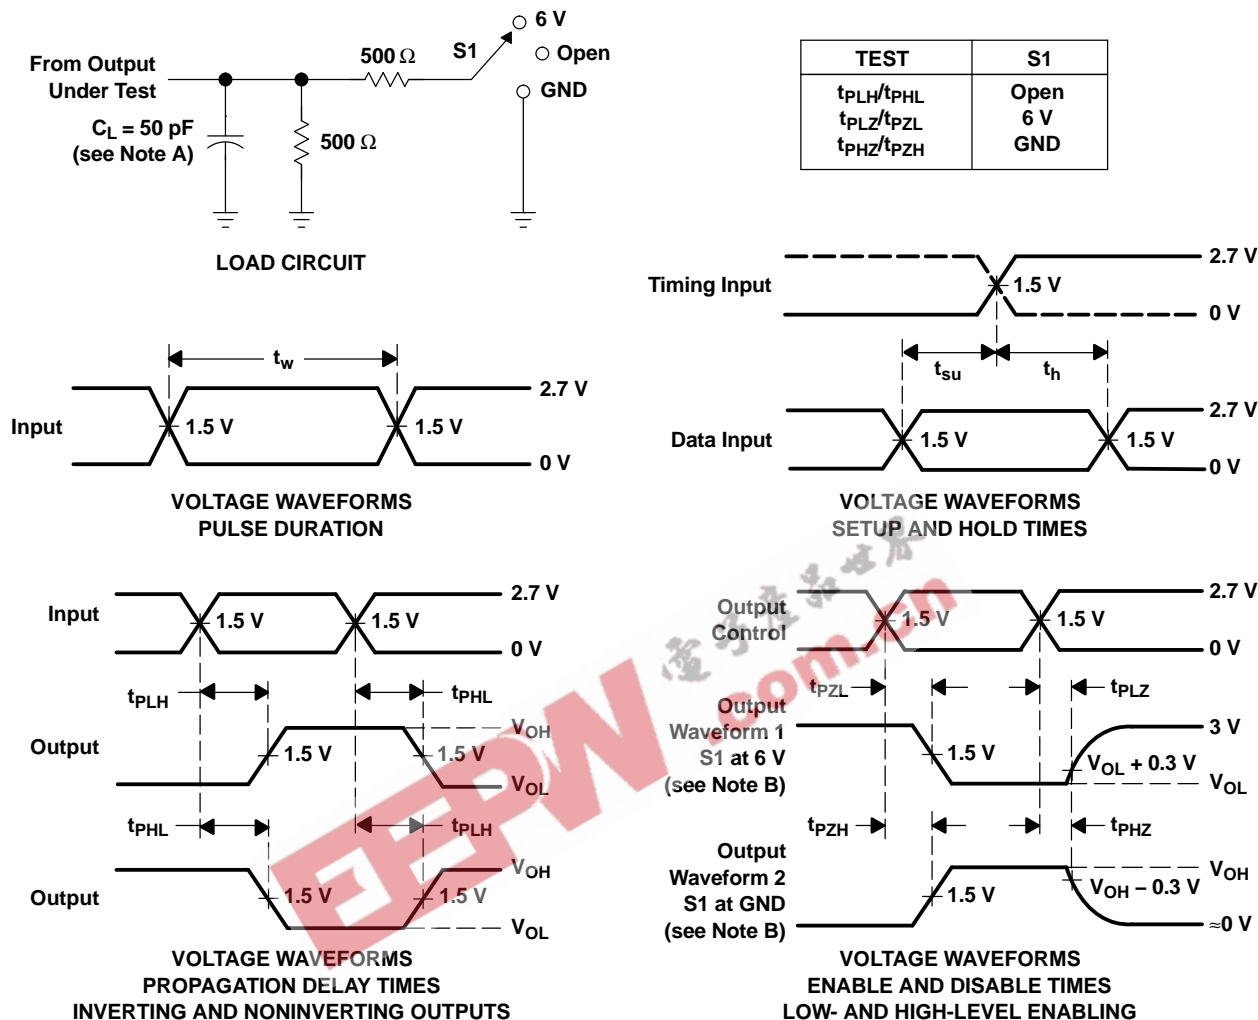 6 V
500 Ω
S1
Open
GND
From Output
Under Test
CL = 50 pF
(see Note A)
500 Ω
LOAD CIRCUIT
TEST S1
tPLH/tPHL Open
tPLZ/tPZL 6 V
tPHZ/tPZH GND
Timing Input
1.5 V
2.7 V
0 V
tsu
th
Data Input
1.5 V
1.5 V
2.7 V
0 V
VOLTAGE WAVEFORMS
SETUP AND HOLD TIMES
tw
Input
1.5 V
1.5 V
2.7 V
0 V
VOLTAGE WAVEFORMS
PULSE DURATION
Input
1.5 V
1.5 V
2.7 V
0 V
tPLH
tPHL
Output
1.5 V
1.5 V
VOH
VOL
tPHL
tPLH
Output
1.5 V
1.5 V
VOH
VOL
VOLTAGE WAVEFORMS
PROPAGATION DELAY TIMES
INVERTING AND NONINVERTING OUTPUTS
Output
Control
1.5 V
1.5 V
2.7 V
0 V
tPZL
tPLZ
Output
Waveform 1
S1 at 6 V
(see Note B)
1.5 V
3 V
VOL + 0.3 V
VOL
tPZH
tPHZ
Output
Waveform 2
S1 at GND
(see Note B)
1.5 V
VOH
VOH − 0.3 V
≈0 V
VOLTAGE WAVEFORMS
ENABLE AND DISABLE TIMES
LOW- AND HIGH-LEVEL ENABLING
EEPW.com.cn
電子產品世界